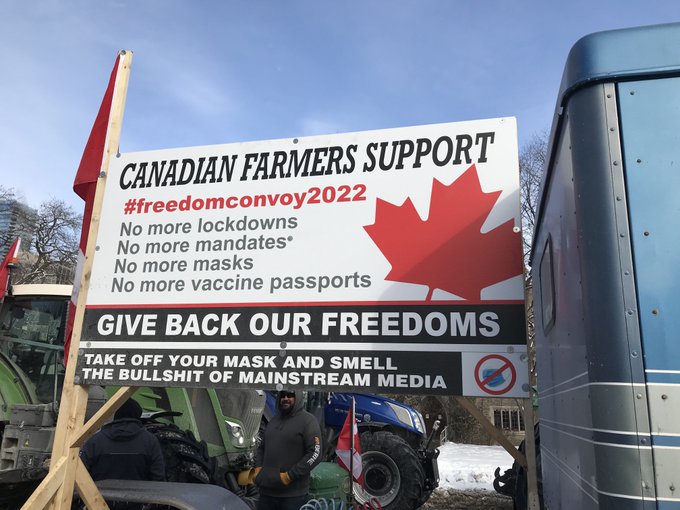 CANADIAN FARMERS SUPPORT
#freedomconvoy2022
No more lockdowns
No more mandates*
No more masks
No more vaccine passports
GIVE BACK OUR FREEDOMS
TAKE OFF YOUR MASK AND SMELL
THE BULLSHIT OF MAINSTREAM MEDIA